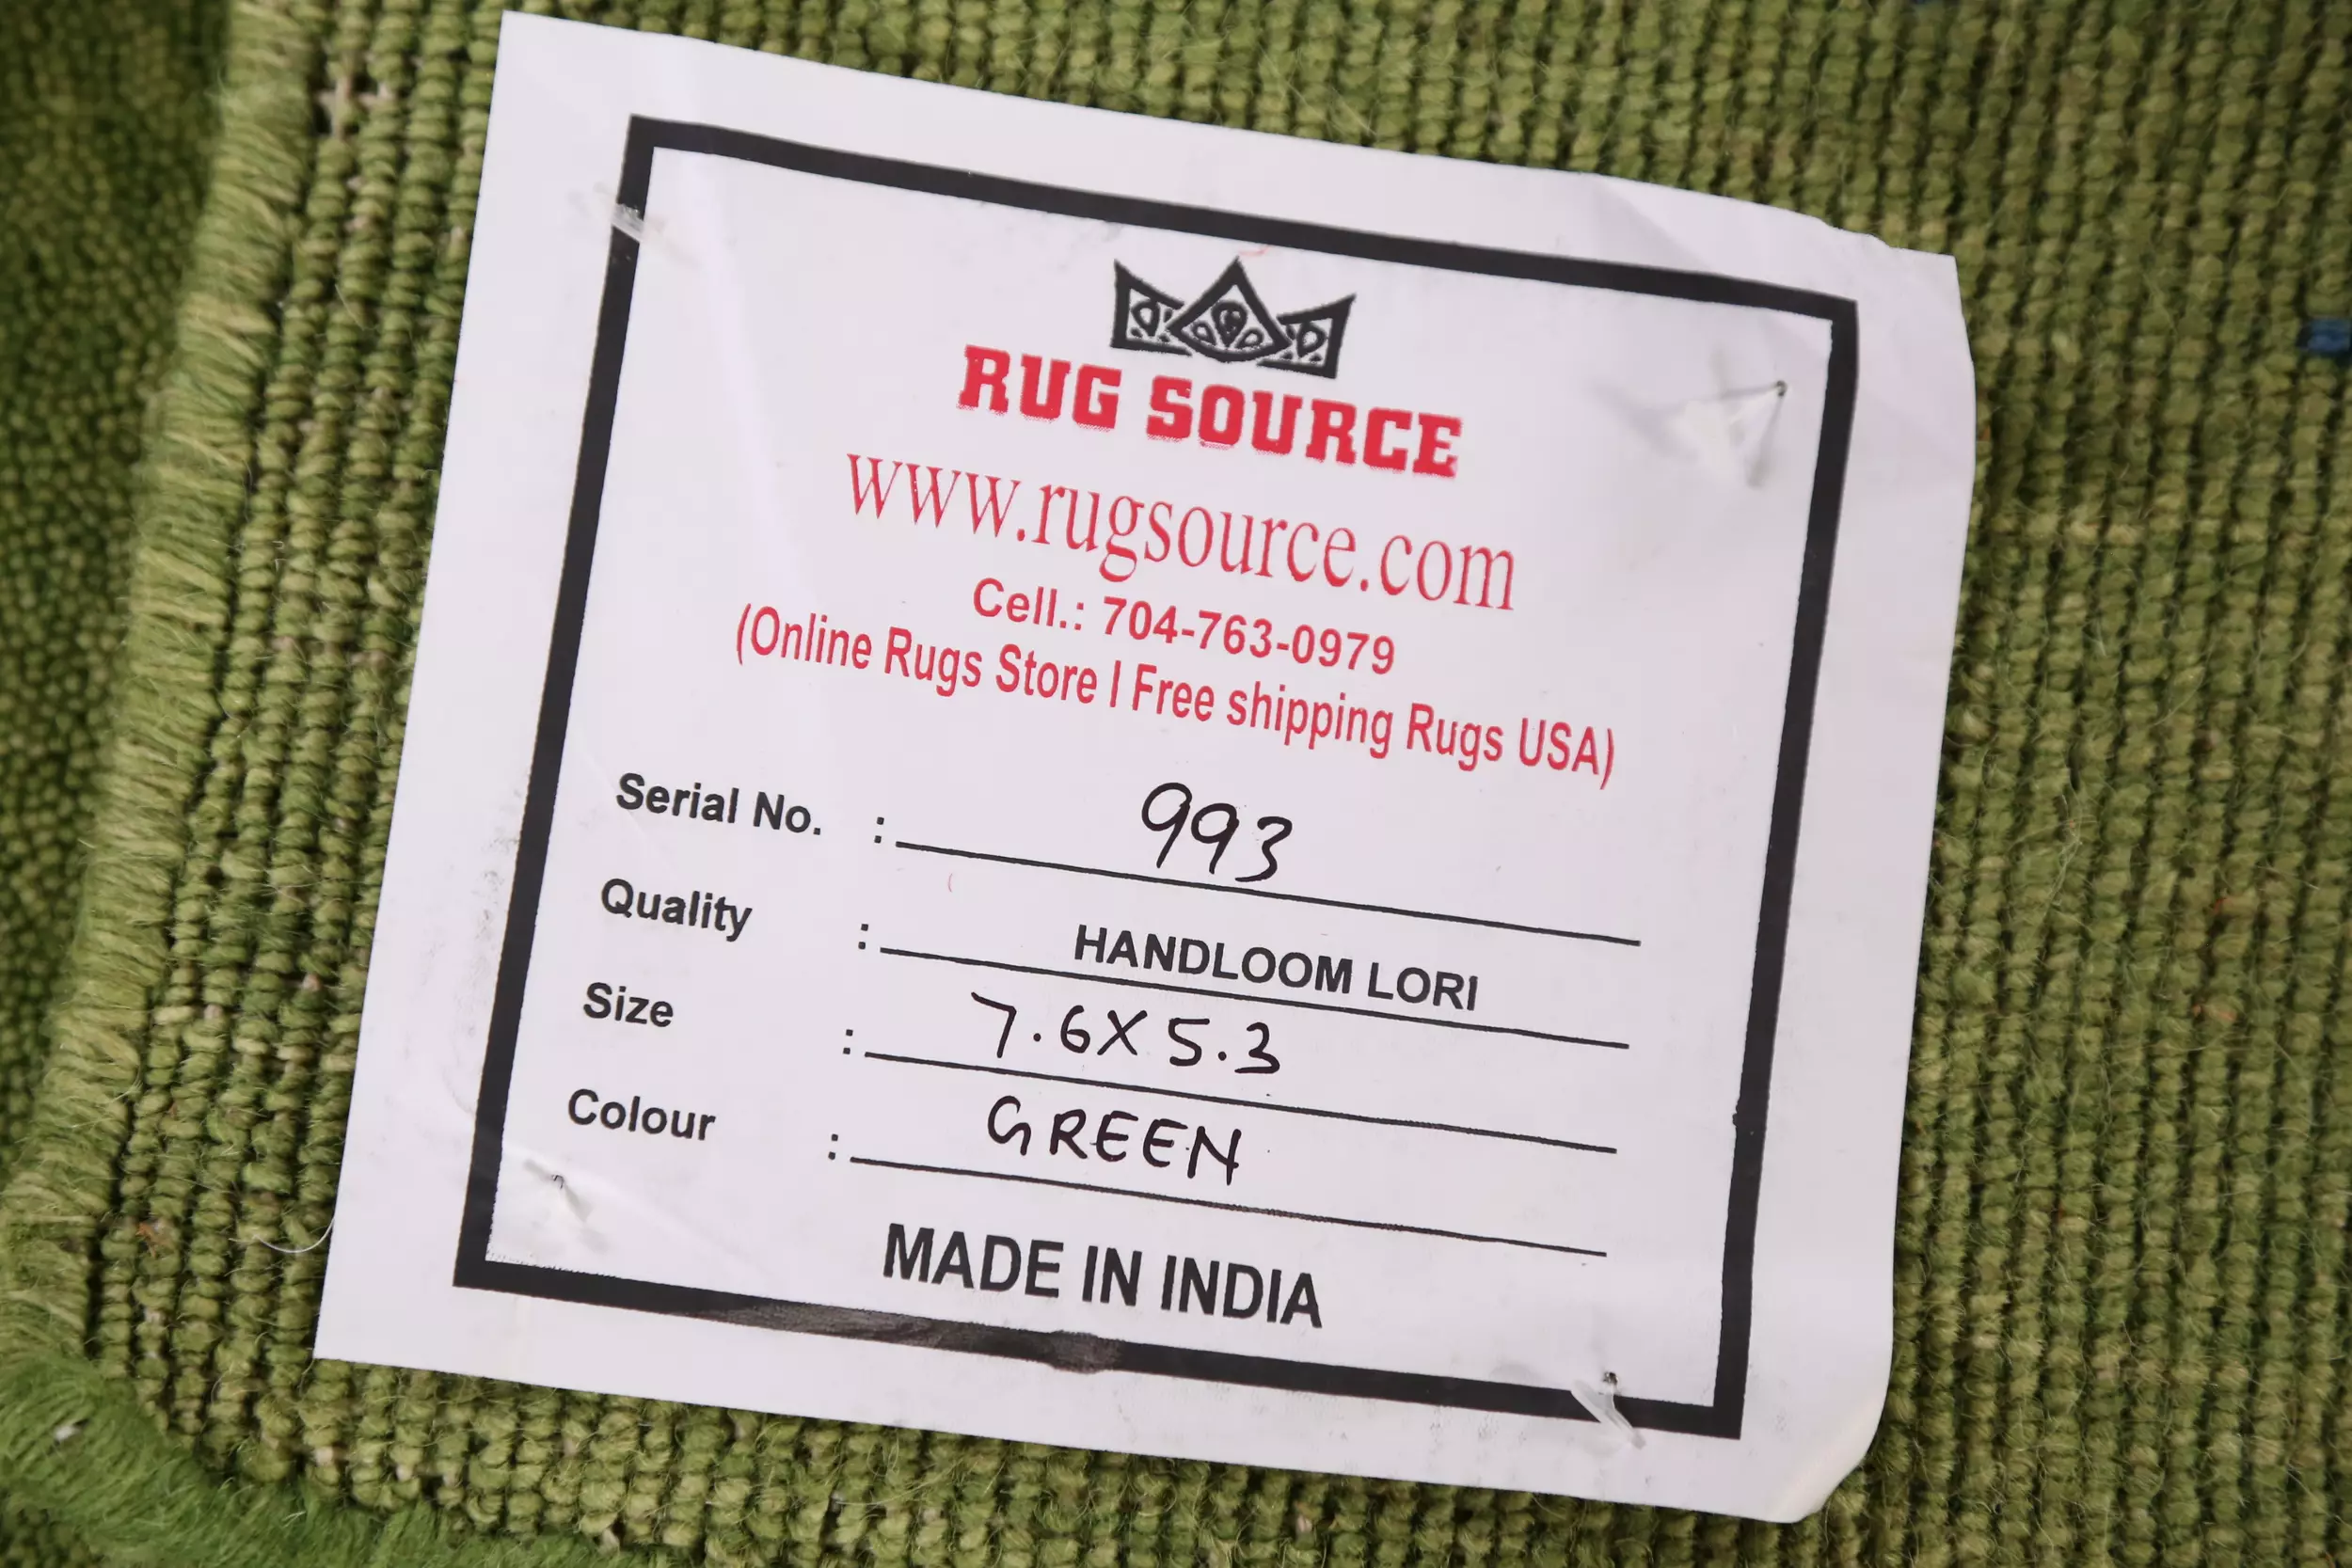 RUG SOURCE
www.rugsource.com
Cell.: 704-763-0979
(Online Rugs Store I Free shipping Rugs USA)
Serial No. : 993
Quality : HANDLOOM LORI
Size : 7.6X5.3
Colour : GREEN
MADE IN INDIA